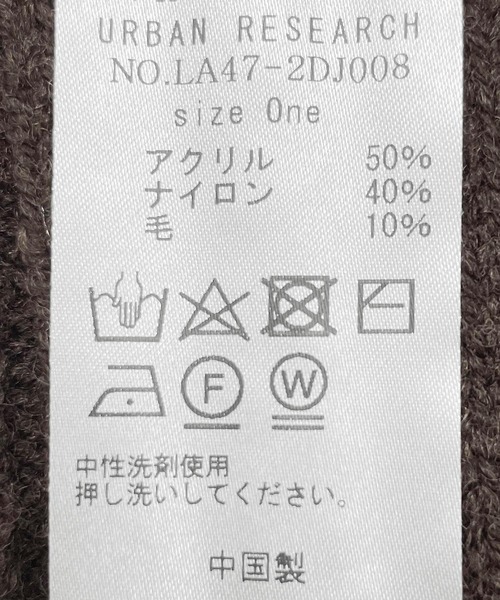 URBAN RESEARCH
NO.LA47-2DJ008
size One
アクリル 50%
ナイロン 40%
毛 10%
F W
中性洗剤使用
押し洗いしてください。
中国製